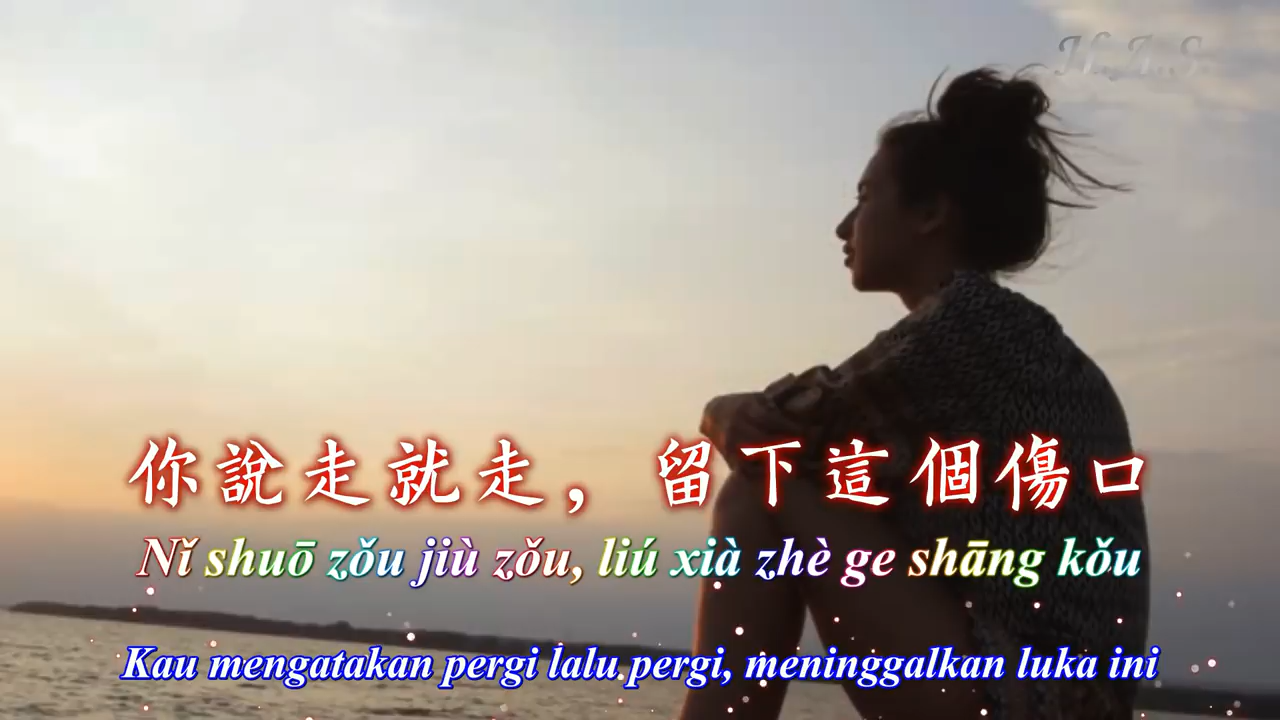 H.A.S.
你說走就走，留下這個傷口
Nǐ shuō zǒu jiù zǒu, liú xià zhè ge shāng kǒu
Kau mengatakan pergi lalu pergi, meninggalkan luka ini